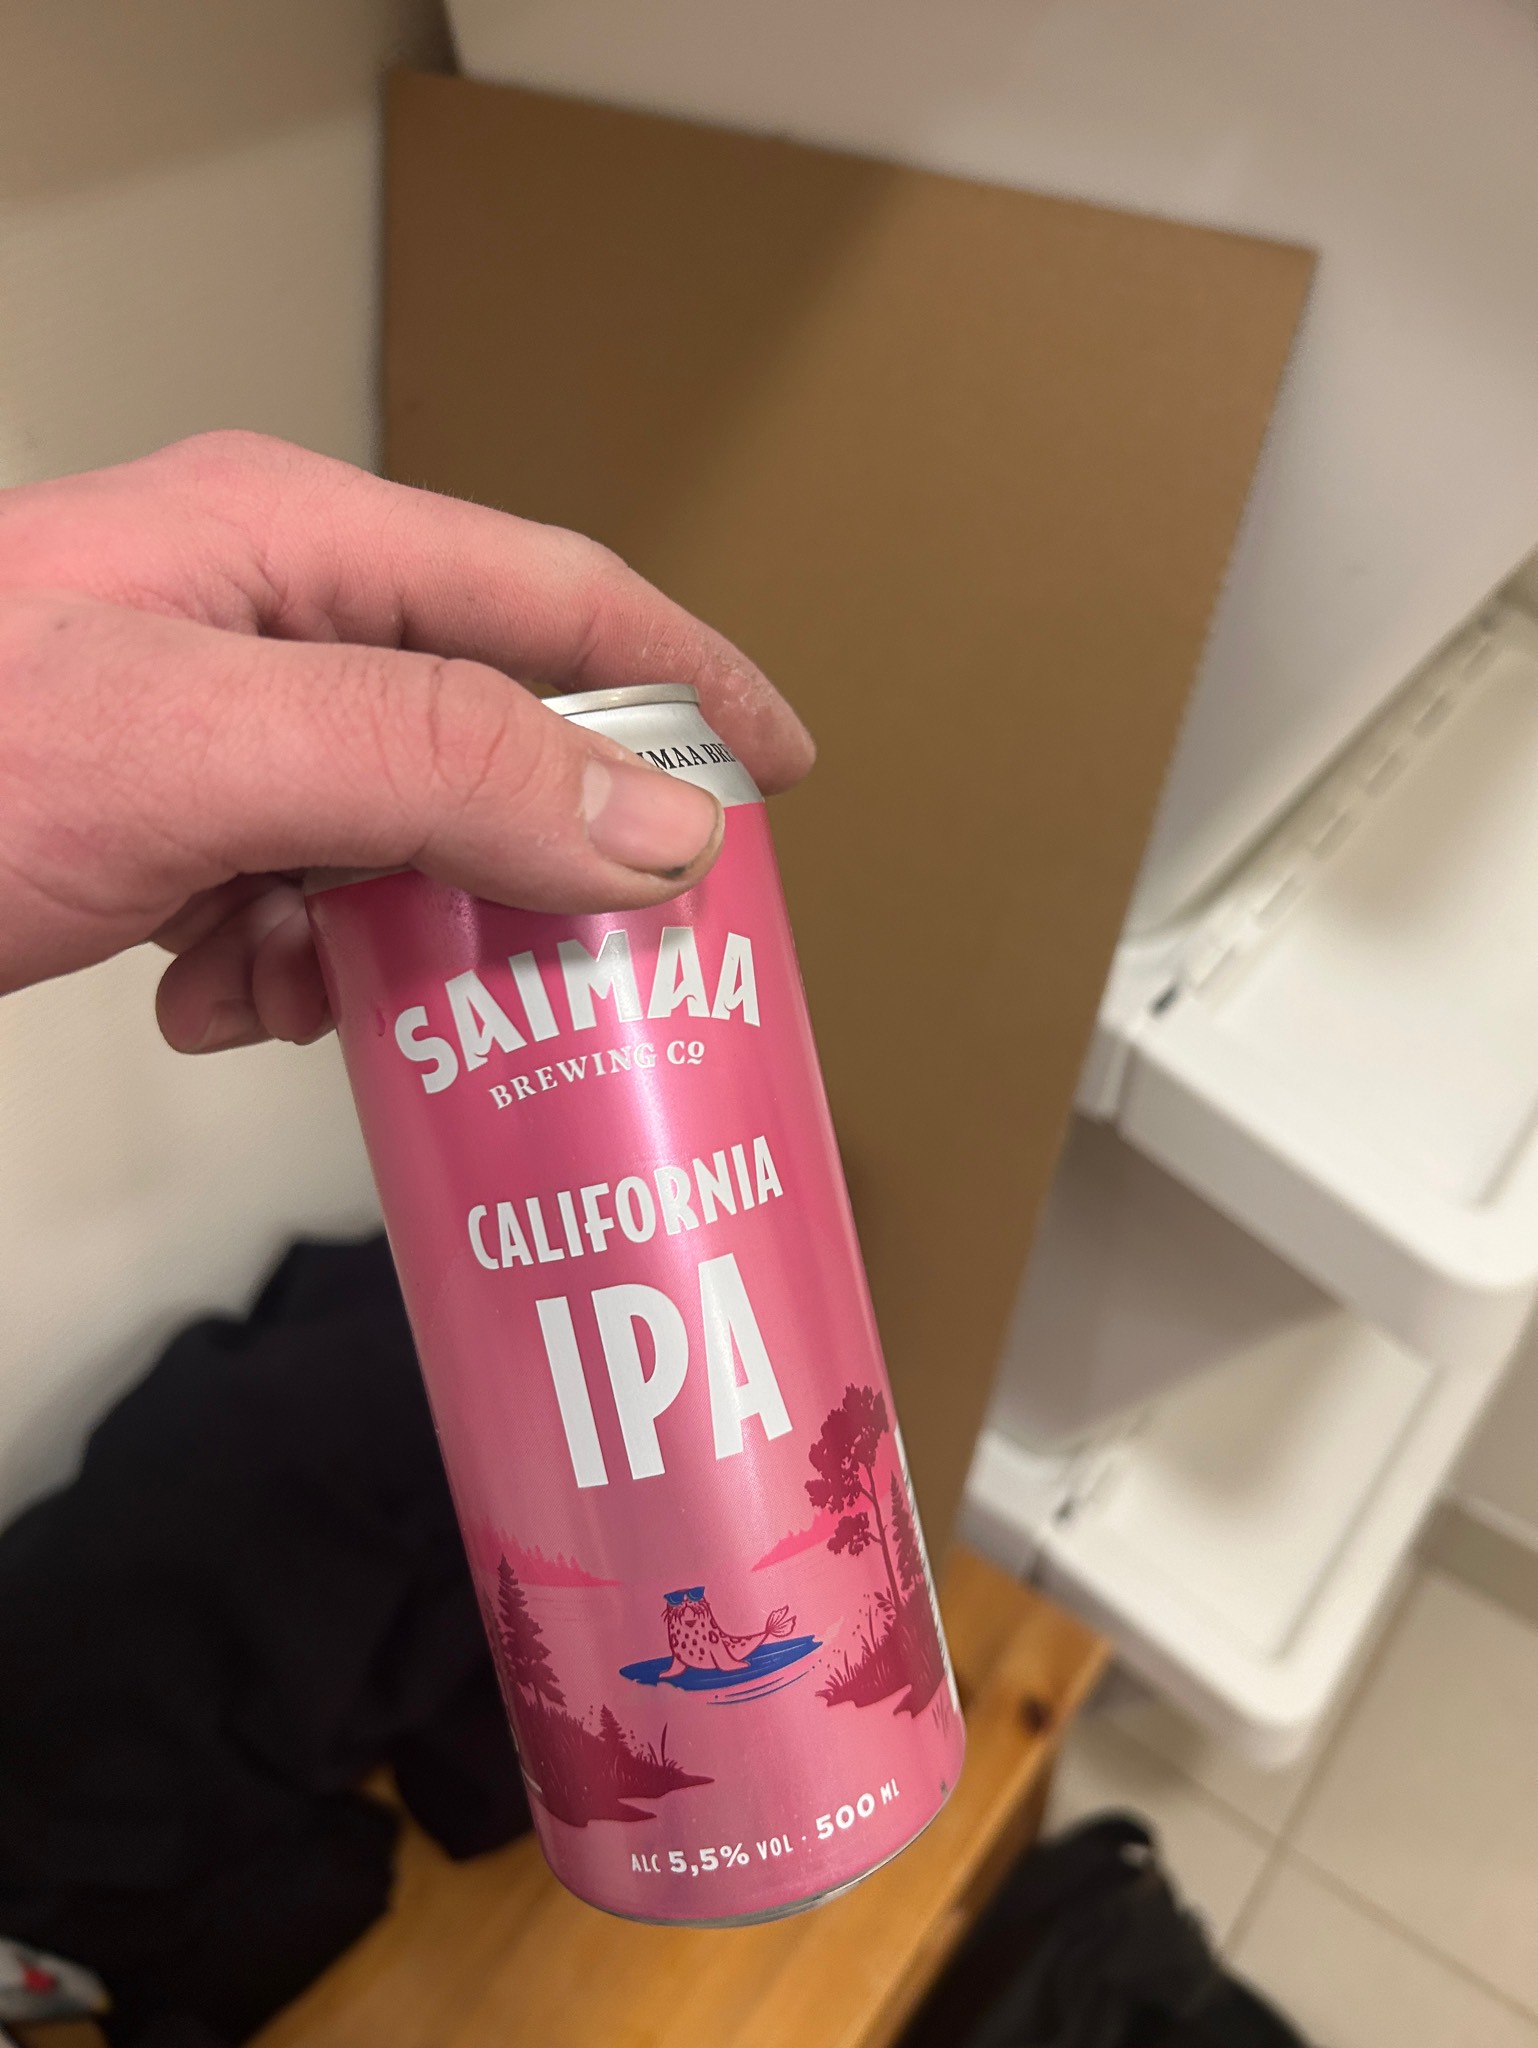 SAIMAA
BREWING CO
CALIFORNIA
IPA
ALC 5,5% VOL · 500 ML